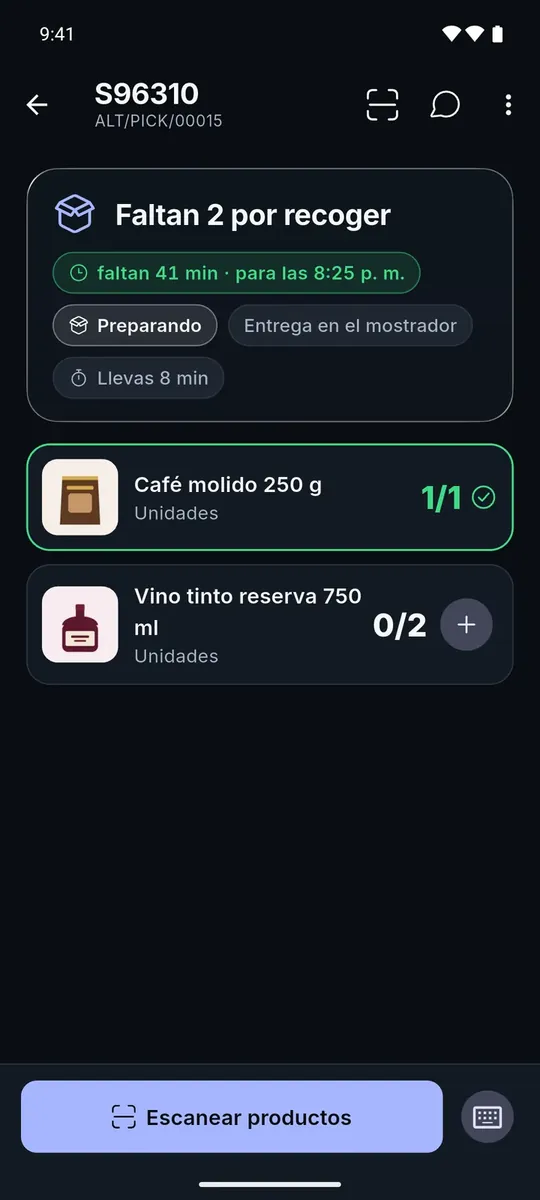 9:41
S96310
ALT/PICK/00015
Faltan 2 por recoger
faltan 41 min · para las 8:25 p. m.
Preparando
Entrega en el mostrador
Llevas 8 min
Café molido 250 g
Unidades
1/1
Vino tinto reserva 750
ml
Unidades
0/2
Escanear productos